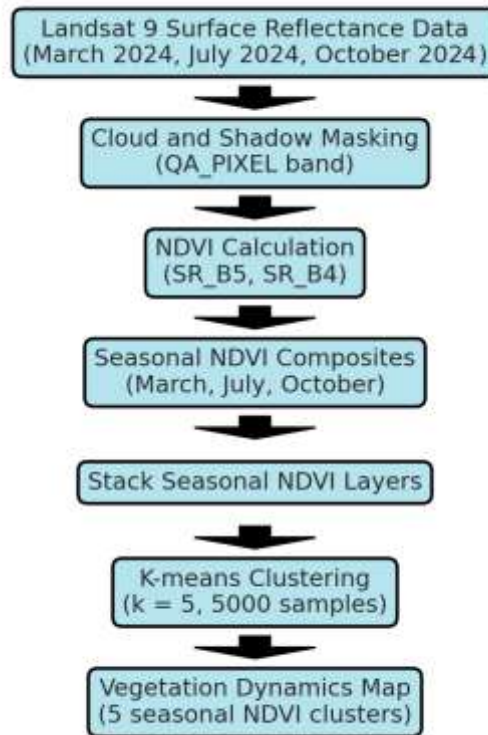 Landsat 9 Surface Reflectance Data
(March 2024, July 2024, October 2024)
Cloud and Shadow Masking
(QA_PIXEL band)
NDVI Calculation
(SR_B5, SR_B4)
Seasonal NDVI Composites
(March, July, October)
Stack Seasonal NDVI Layers
K-means Clustering
(k = 5, 5000 samples)
Vegetation Dynamics Map
(5 seasonal NDVI clusters)